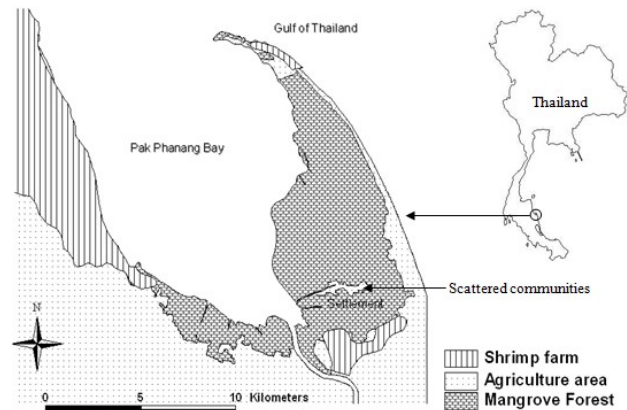 Gulf of Thailand
Thailand
Pak Phanang Bay
Scattered communities
Settlement
N
Shrimp farm
Agriculture area
Mangrove Forest
0 5 10 Kilometers